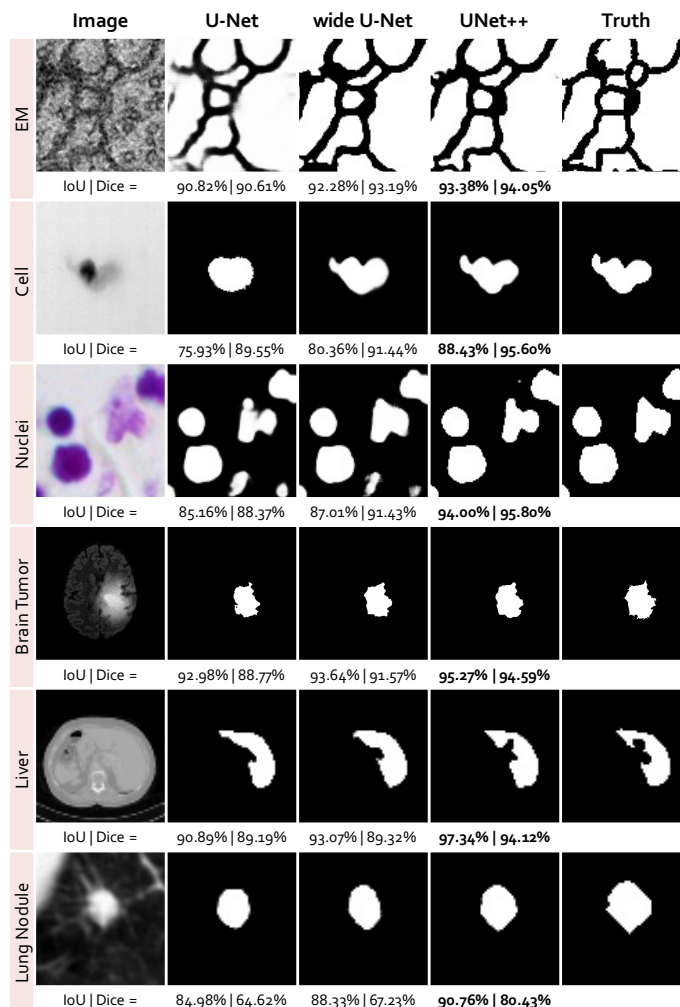 Image U-Net wide U-Net UNet++ Truth
EM
IoU | Dice = 90.82% | 90.61% 92.28% | 93.19% 93.38% | 94.05%
Cell
IoU | Dice = 75.93% | 89.55% 80.36% | 91.44% 88.43% | 95.60%
Nuclei
IoU | Dice = 85.16% | 88.37% 87.01% | 91.43% 94.00% | 95.80%
Brain Tumor
IoU | Dice = 92.98% | 88.77% 93.64% | 91.57% 95.27% | 94.59%
Liver
IoU | Dice = 90.89% | 89.19% 93.07% | 89.32% 97.34% | 94.12%
Lung Nodule
IoU | Dice = 84.98% | 64.62% 88.33% | 67.23% 90.76% | 80.43%